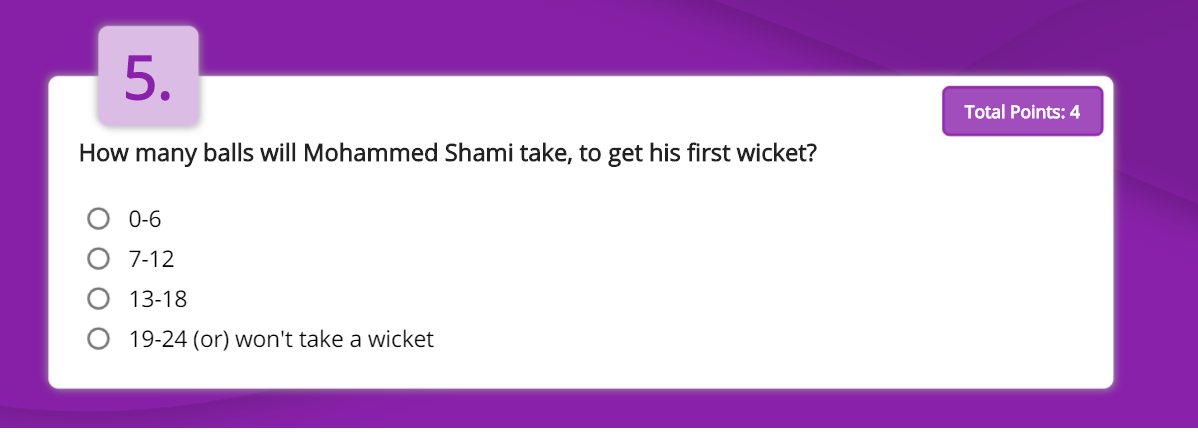 5.
Total Points: 4
How many balls will Mohammed Shami take, to get his first wicket?
0-6
7-12
13-18
19-24 (or) won't take a wicket